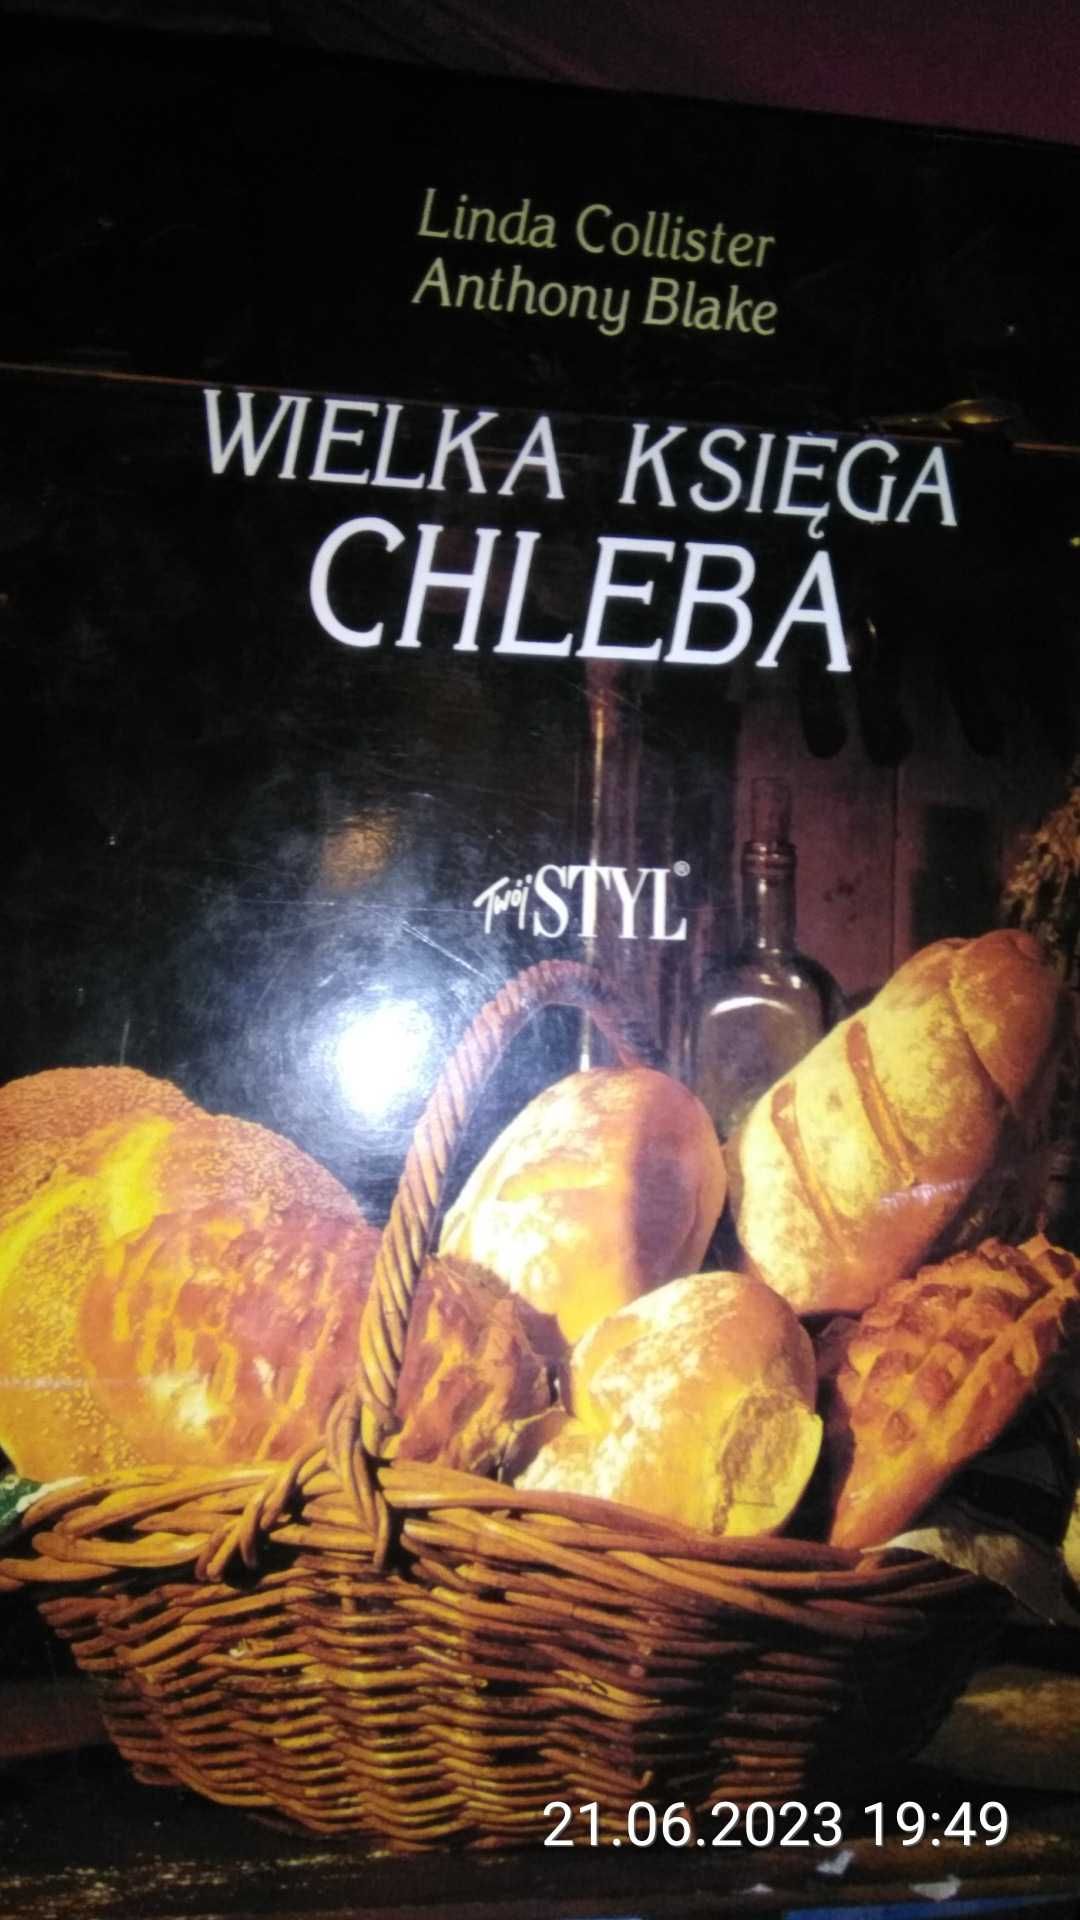 Linda Collister
Anthony Blake
WIELKA KSIĘGA
CHLEBA
Twój STYL®
21.06.2023 19:49